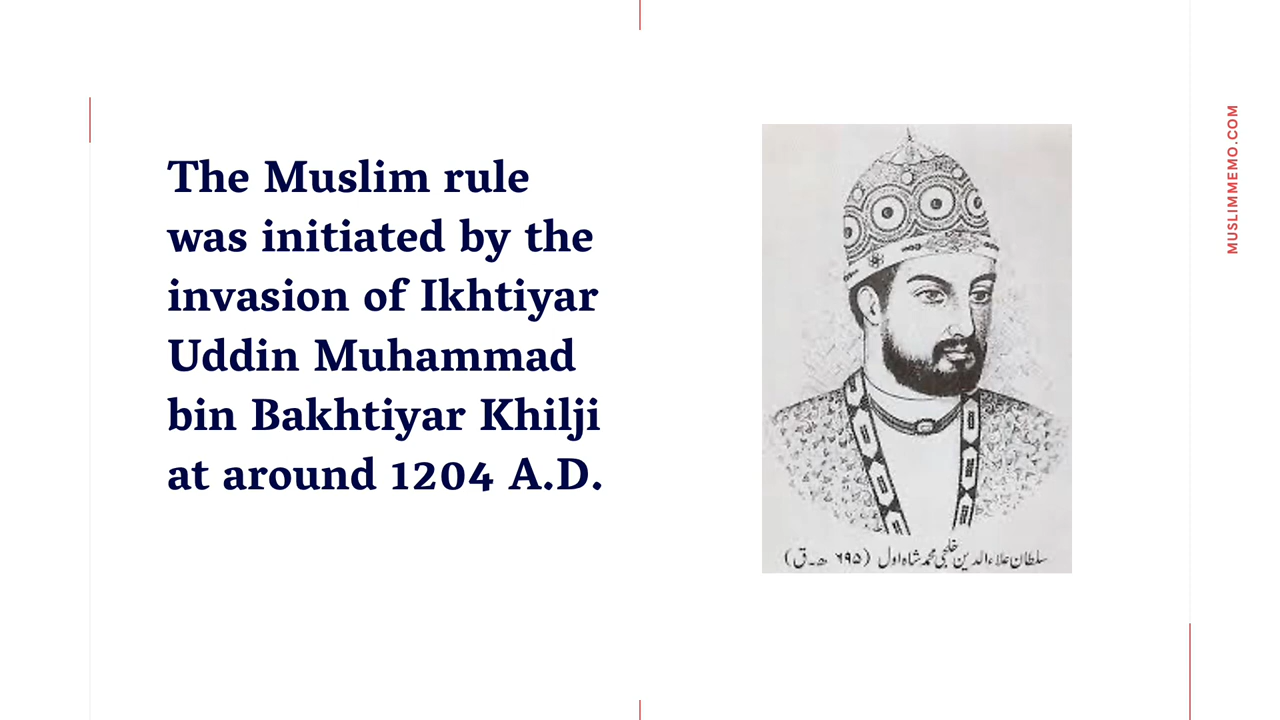 The Muslim rule
was initiated by the
invasion of Ikhtiyar
Uddin Muhammad
bin Bakhtiyar Khilji
at around 1204 A.D.
سلطان علاءالدین خلجی محمد شاہ اول (۶۹۵ ھ-ق)
MUSLIMMEMO.COM